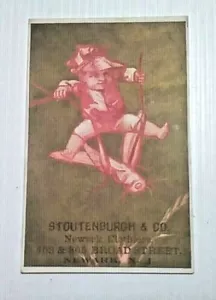 STOUTENBURGH & CO.
Newark Clothiers,
BROAD STREET,
NEWARK, N. J.